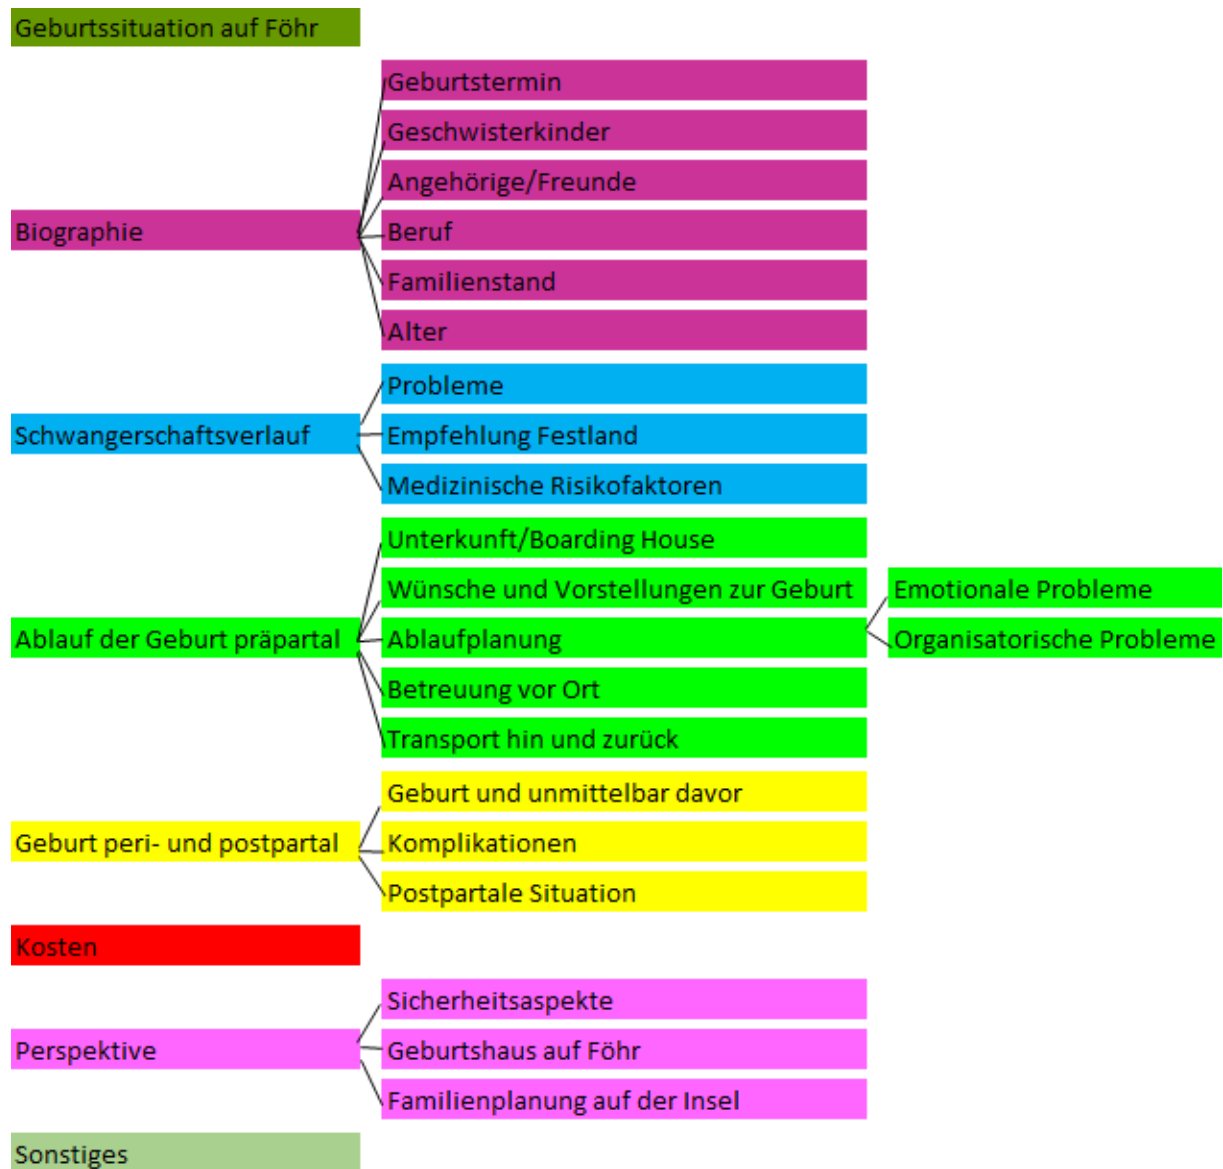 Geburtssituation auf Föhr
Biographie
Geburtstermin
Geschwisterkinder
Angehörige/Freunde
Beruf
Familienstand
Alter
Schwangerschaftsverlauf
Probleme
Empfehlung Festland
Medizinische Risikofaktoren
Ablauf der Geburt präpartal
Unterkunft/Boarding House
Wünsche und Vorstellungen zur Geburt
Ablaufplanung
Emotionale Probleme
Organisatorische Probleme
Betreuung vor Ort
Transport hin und zurück
Geburt peri- und postpartal
Geburt und unmittelbar davor
Komplikationen
Postpartale Situation
Kosten
Perspektive
Sicherheitsaspekte
Geburtshaus auf Föhr
Familienplanung auf der Insel
Sonstiges